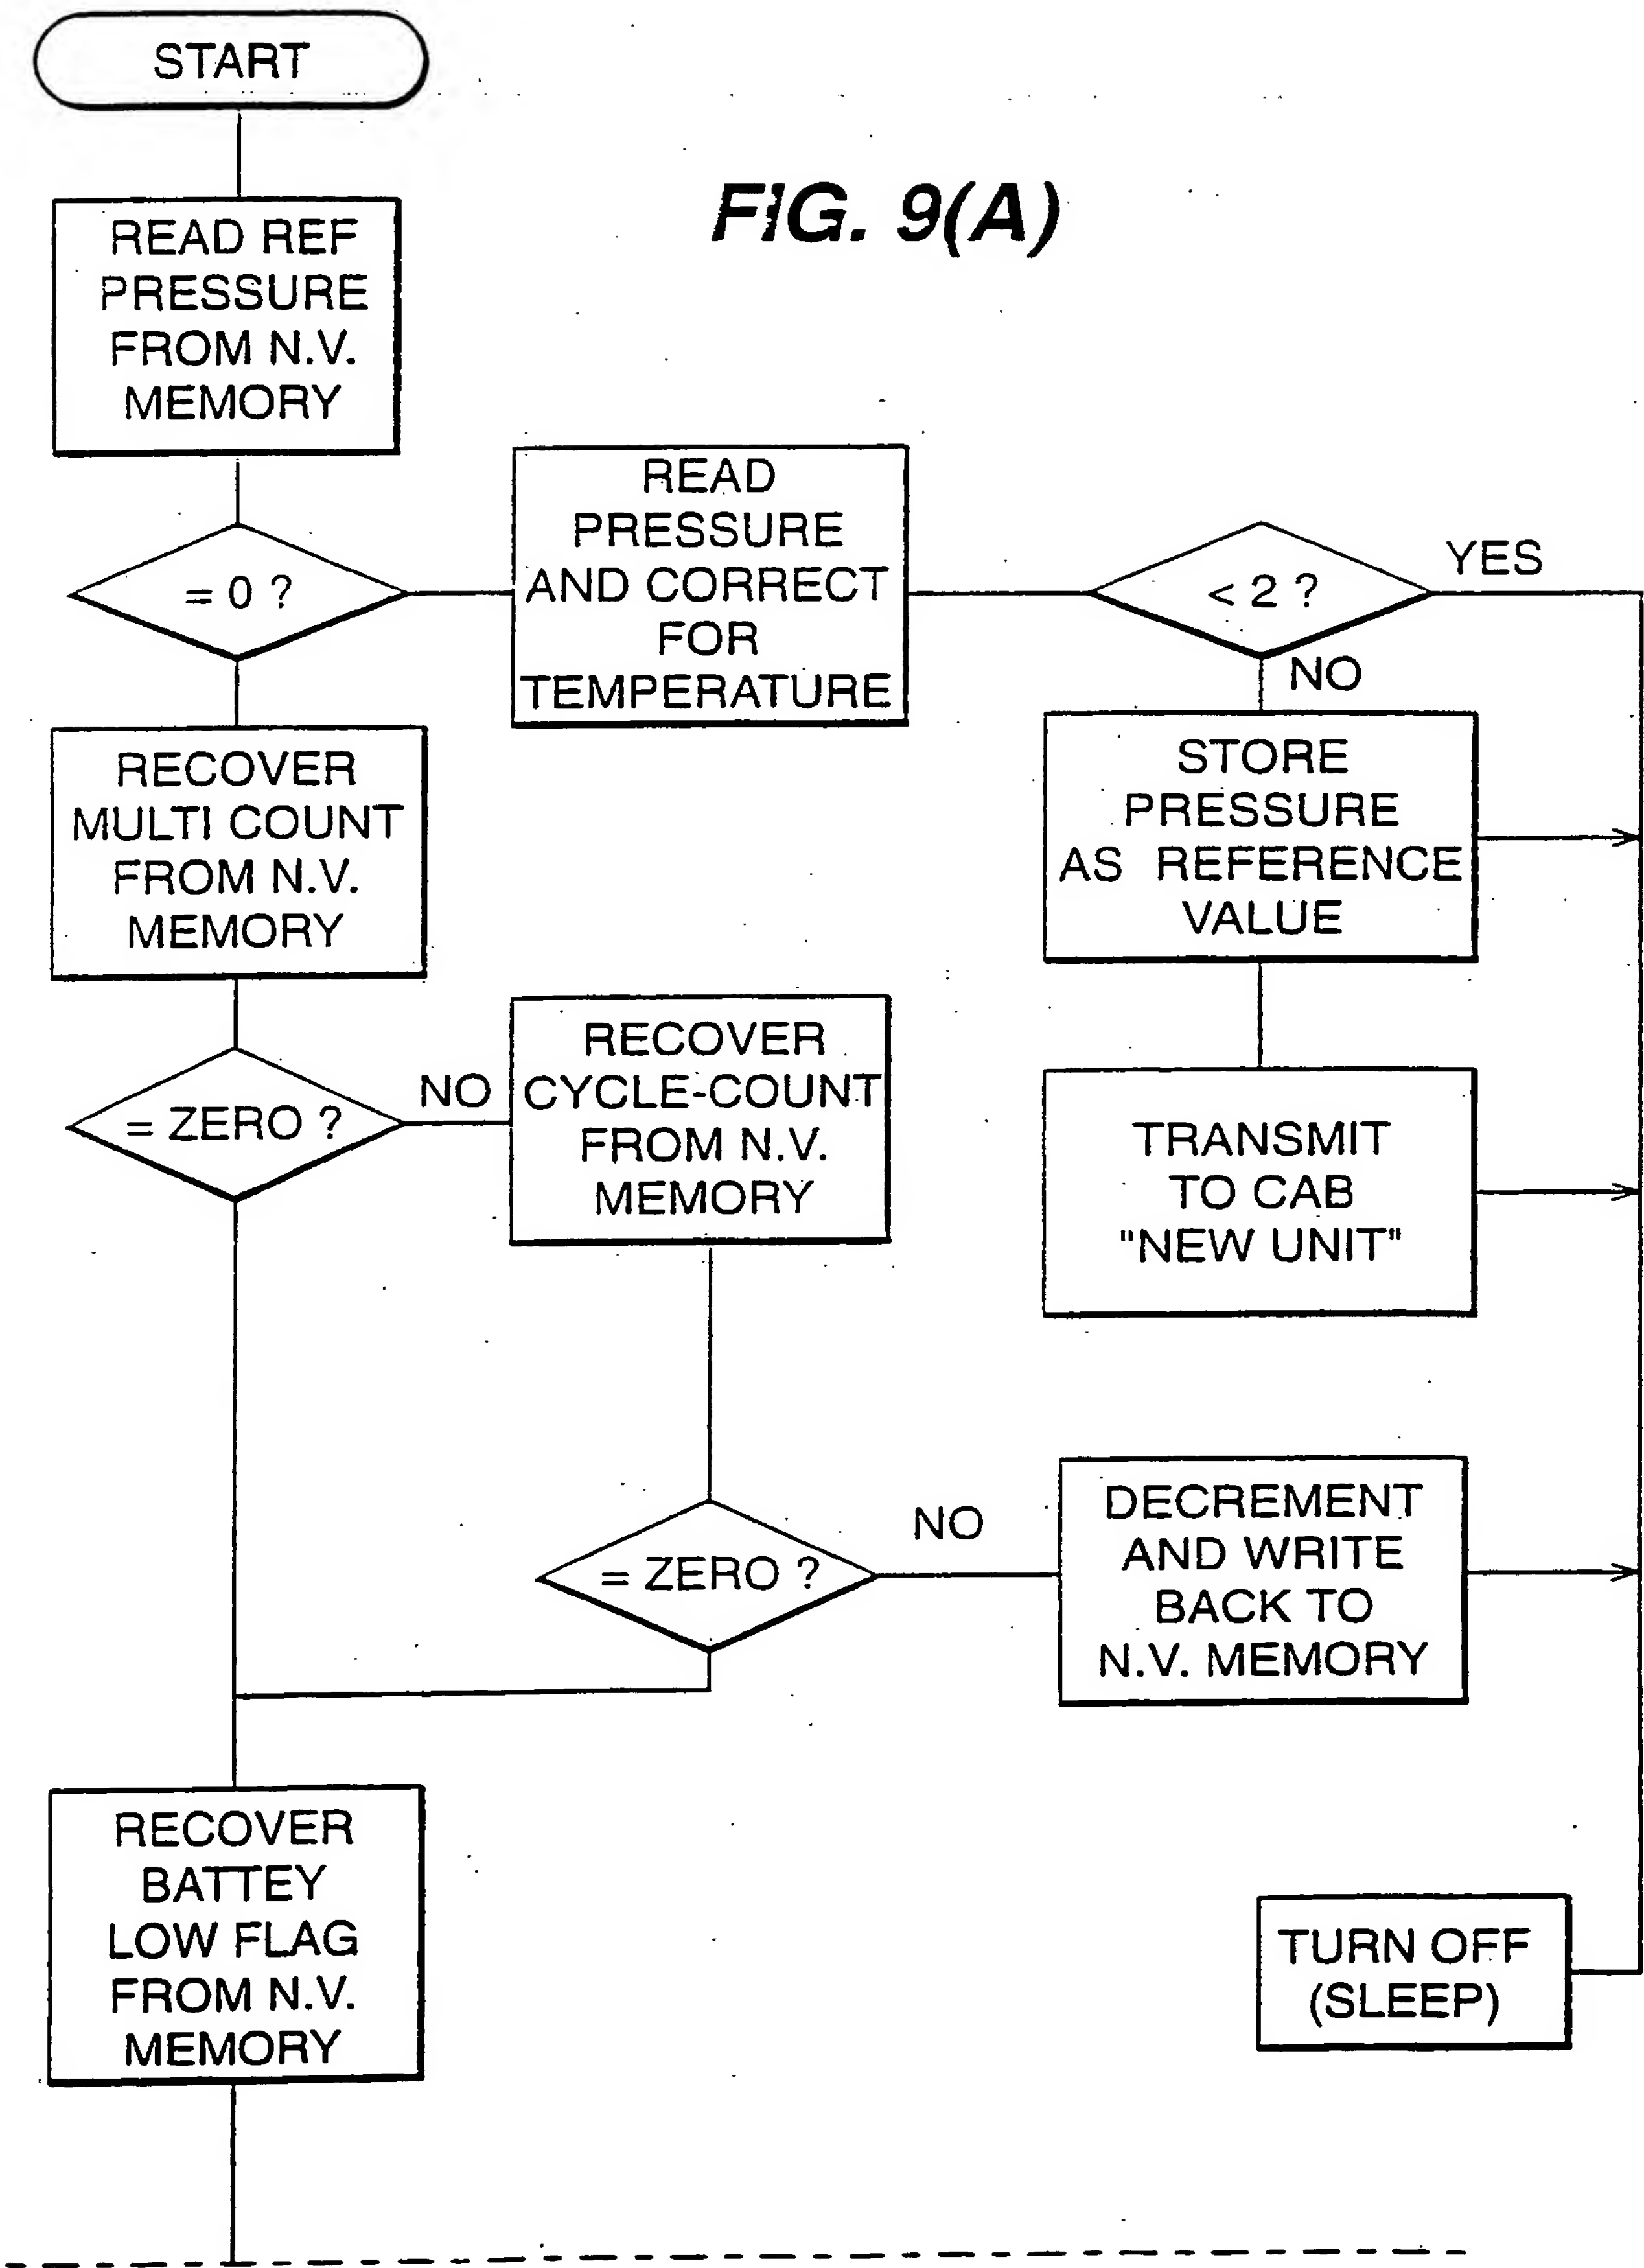 START
FIG. 9(A)
READ REF
PRESSURE
FROM N.V.
MEMORY
= 0 ?
READ
PRESSURE
AND CORRECT
FOR
TEMPERATURE
< 2 ?
YES
NO
STORE
PRESSURE
AS REFERENCE
VALUE
RECOVER
MULTI COUNT
FROM N.V.
MEMORY
= ZERO ?
NO
RECOVER
CYCLE-COUNT
FROM N.V.
MEMORY
TRANSMIT
TO CAB
"NEW UNIT"
= ZERO ?
NO
DECREMENT
AND WRITE
BACK TO
N.V. MEMORY
RECOVER
BATTEY
LOW FLAG
FROM N.V.
MEMORY
TURN OFF
(SLEEP)